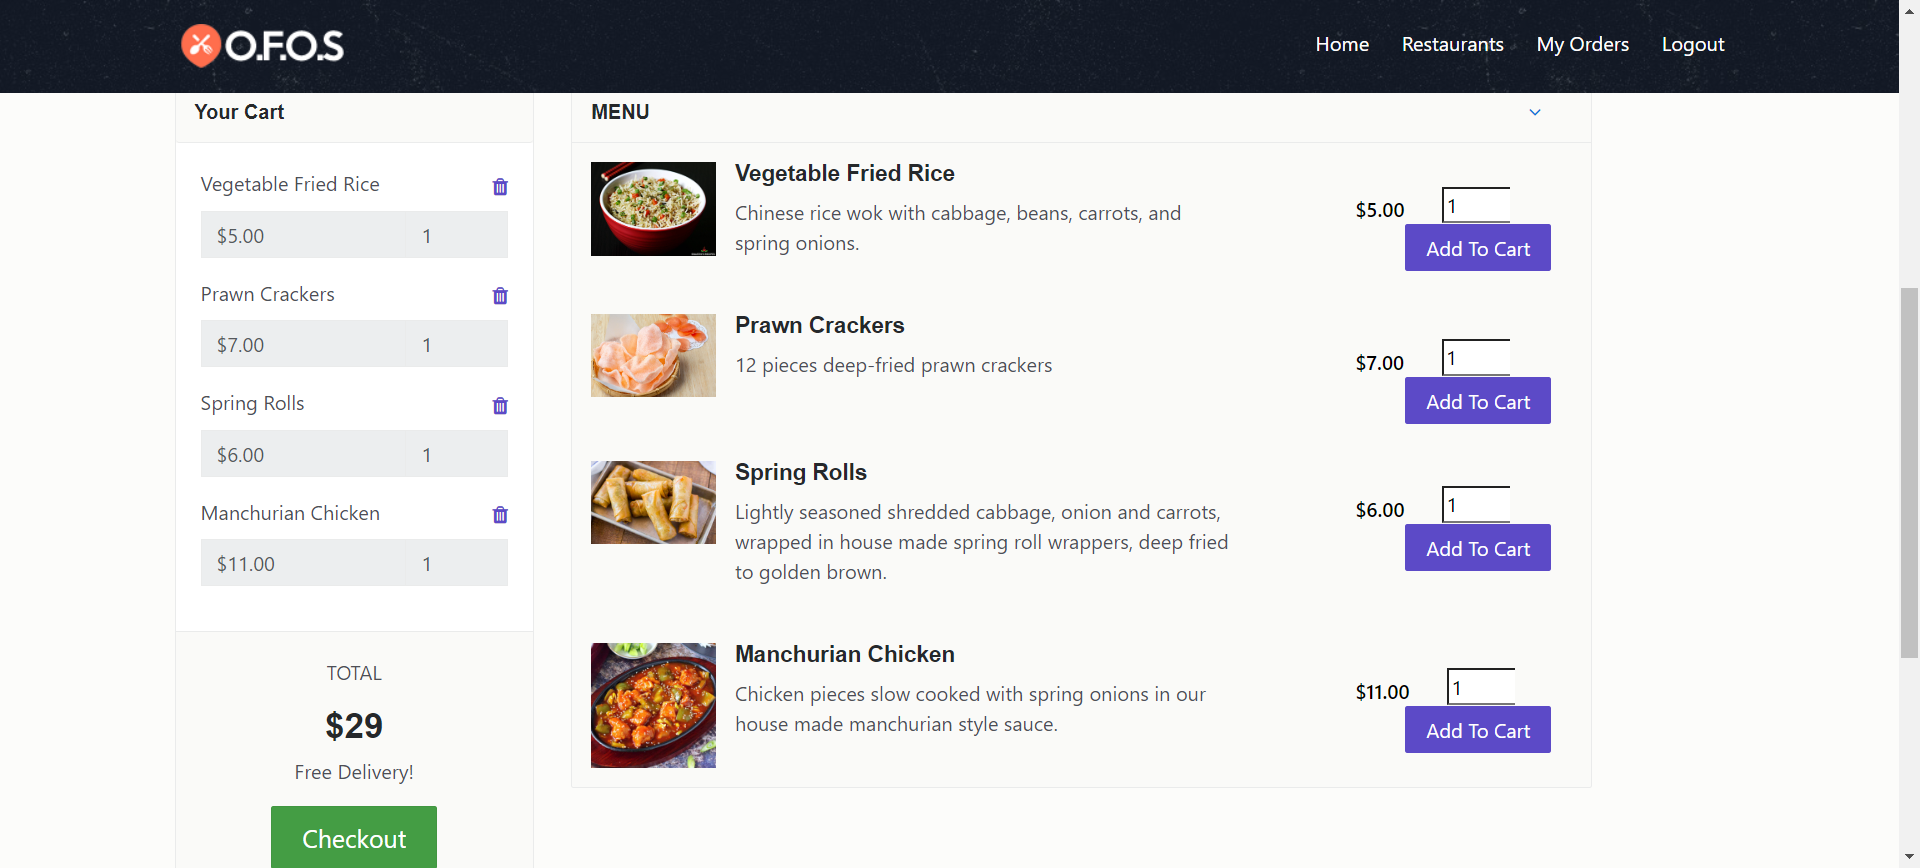 O.F.O.S
Home Restaurants My Orders Logout
Your Cart
Vegetable Fried Rice
$5.00 1
Prawn Crackers
$7.00 1
Spring Rolls
$6.00 1
Manchurian Chicken
$11.00 1
TOTAL
$29
Free Delivery!
Checkout
MENU
Vegetable Fried Rice
Chinese rice wok with cabbage, beans, carrots, and
spring onions.
$5.00 1
Add To Cart
Prawn Crackers
12 pieces deep-fried prawn crackers
$7.00 1
Add To Cart
Spring Rolls
Lightly seasoned shredded cabbage, onion and carrots,
wrapped in house made spring roll wrappers, deep fried
to golden brown.
$6.00 1
Add To Cart
Manchurian Chicken
Chicken pieces slow cooked with spring onions in our
house made manchurian style sauce.
$11.00 1
Add To Cart